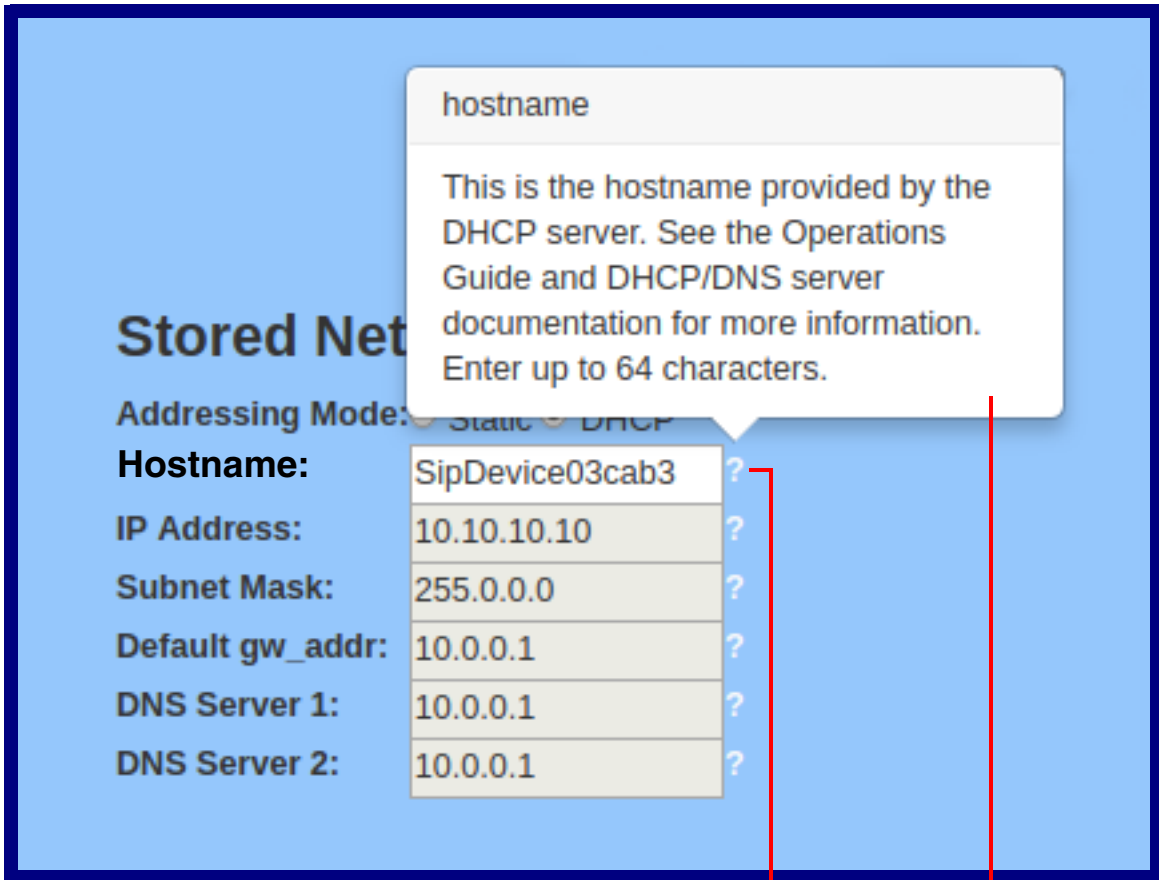 hostname
This is the hostname provided by the
DHCP server. See the Operations
Guide and DHCP/DNS server
documentation for more information.
Enter up to 64 characters.
Stored Net
Addressing Mode: Static DHCP
Hostname: SipDevice03cab3 ?
IP Address: 10.10.10.10 ?
Subnet Mask: 255.0.0.0 ?
Default gw_addr: 10.0.0.1 ?
DNS Server 1: 10.0.0.1 ?
DNS Server 2: 10.0.0.1 ?